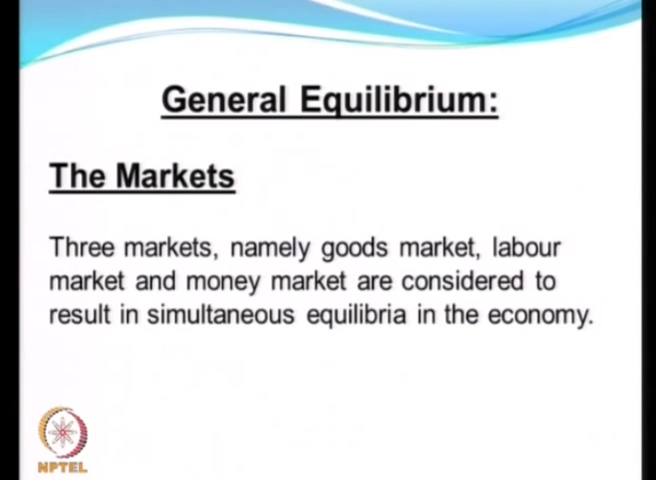 General Equilibrium:
The Markets
Three markets, namely goods market, labour
market and money market are considered to
result in simultaneous equilibria in the economy.
NPTEL